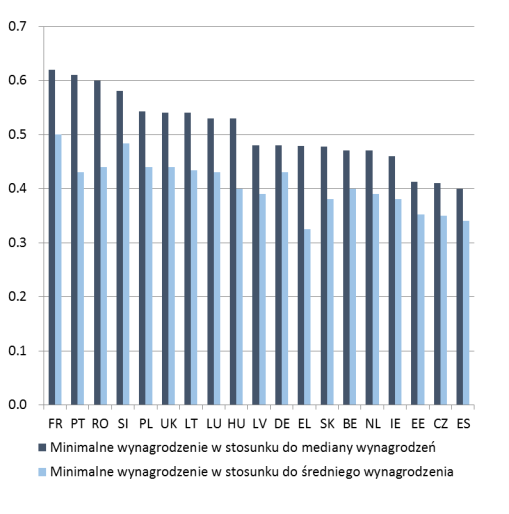 0.7
0.6
0.5
0.4
0.3
0.2
0.1
0.0
FR PT RO SI PL UK LT LU HU LV DE EL SK BE NL IE EE CZ ES
Minimalne wynagrodzenie w stosunku do mediany wynagrodzeń
Minimalne wynagrodzenie w stosunku do średniego wynagrodzenia